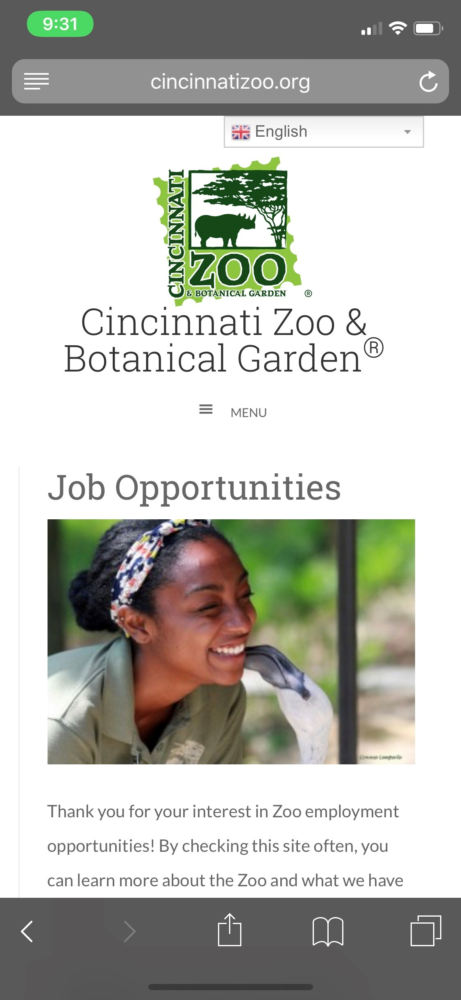 9:31
cincinnatizoo.org
English
CINCINNATI
ZOO
& BOTANICAL GARDEN ®
Cincinnati Zoo &
Botanical Garden®
MENU
Job Opportunities
Thank you for your interest in Zoo employment
opportunities! By checking this site often, you
can learn more about the Zoo and what we have